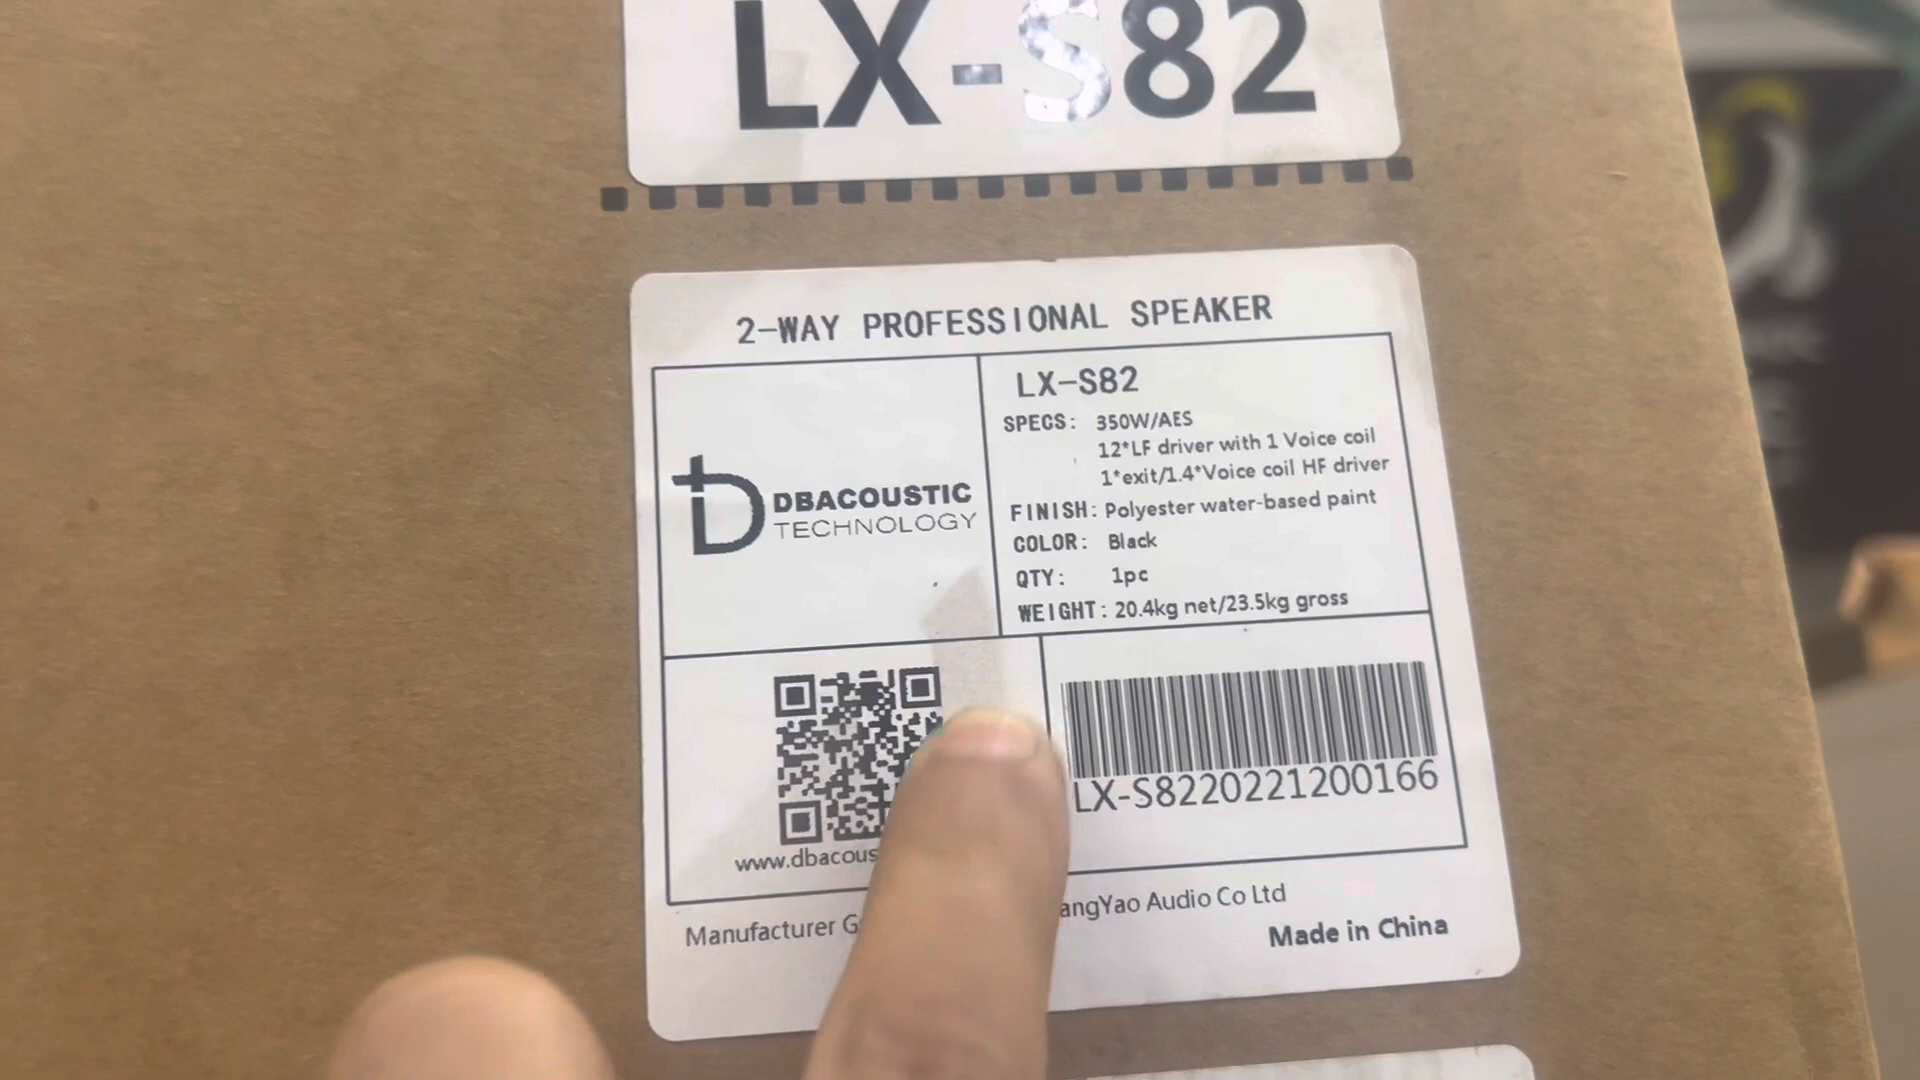 LX-S82
2-WAY PROFESSIONAL SPEAKER
DBACOUSTIC
TECHNOLOGY
LX-S82
SPECS: 350W/AES
12*LF driver with 1 Voice coil
1*exit/1.4*Voice coil HF driver
FINISH: Polyester water-based paint
COLOR: Black
QTY: 1pc
WEIGHT: 20.4kg net/23.5kg gross
LX-S8220221200166
Manufacturer
Audio Co Ltd
Made in China